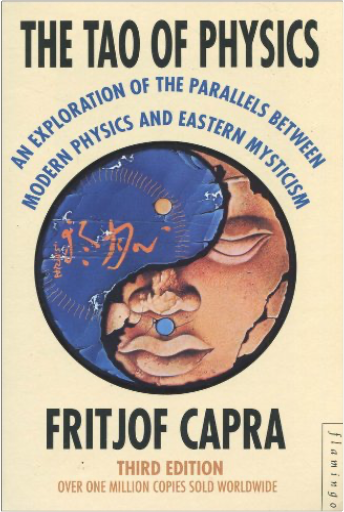 THE TAO OF PHYSICS
AN EXPLORATION OF THE PARALLELS BETWEEN
MODERN PHYSICS AND EASTERN MYSTICISM
FRITJOF CAPRA
THIRD EDITION
OVER ONE MILLION COPIES SOLD WORLDWIDE
flamingo